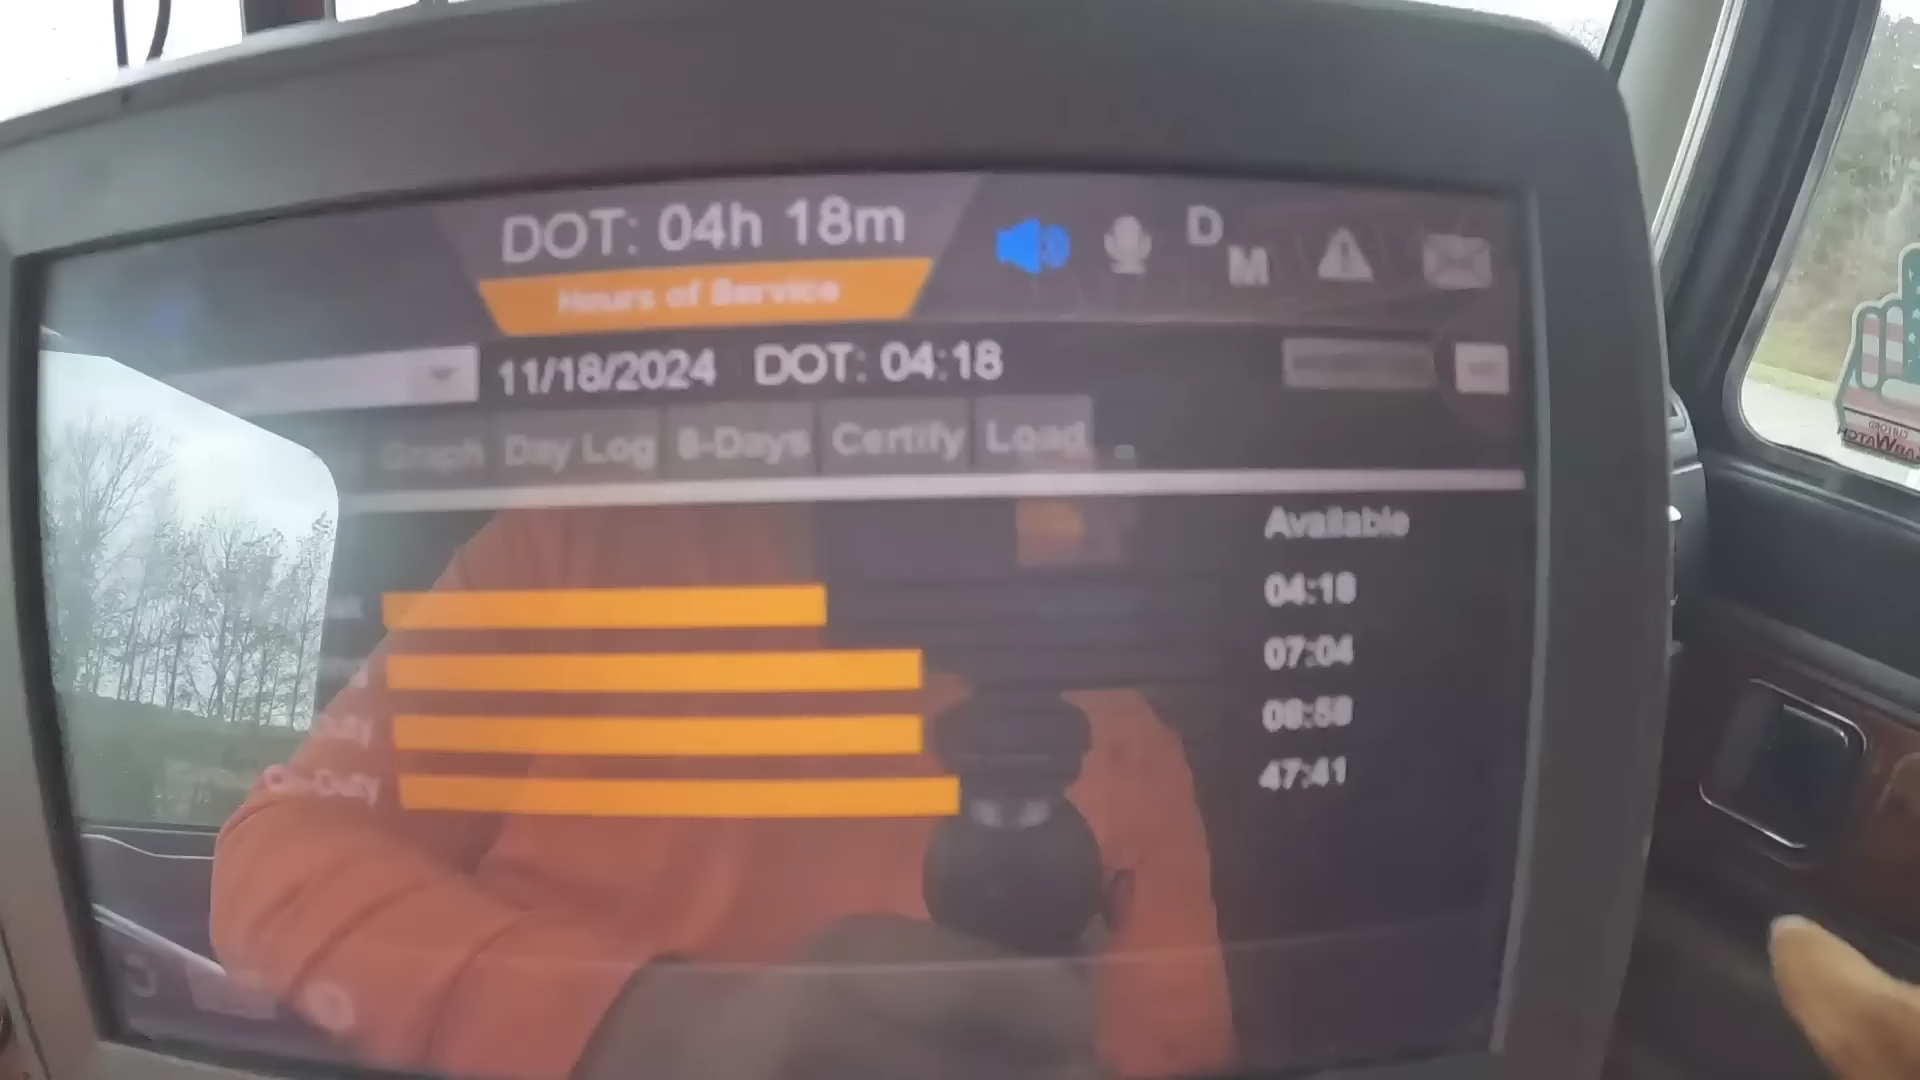 DOT: 04h 18m
D
M
Hours of Service
11/18/2024 DOT: 04:18
Graph Day Log 8-Days Certify Load
Available
04:18
07:04
08:58
On-Duty 47:41